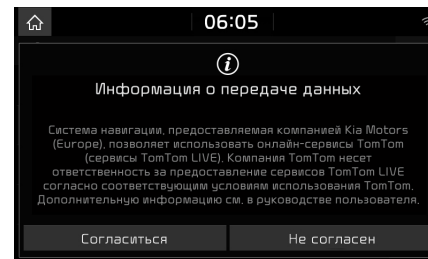 06:05
Информация о передаче данных
Система навигации, предоставляемая компанией Kia Motors
(Europe), позволяет использовать онлайн-сервисы TomTom
(сервисы TomTom LIVE). Компания TomTom несет
ответственность за предоставление сервисов TomTom LIVE
согласно соответствующим условиям использования TomTom.
Дополнительную информацию см. в руководстве пользователя.
Согласиться
Не согласен